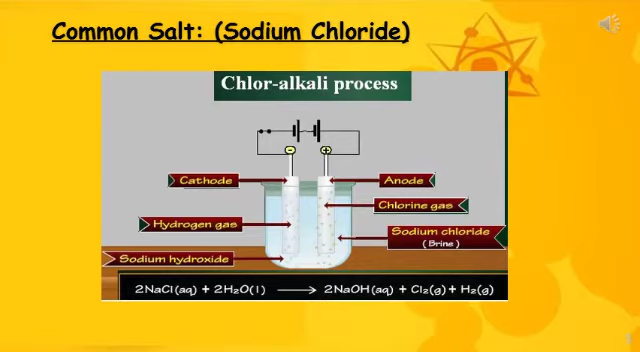 Common Salt: (Sodium Chloride)
Chlor-alkali process
- +
Cathode
Anode
Chlorine gas
Hydrogen gas
Sodium chloride
(Brine)
Sodium hydroxide
2NaCl(aq) + 2H₂O(l) ⟶ 2NaOH(aq) + Cl₂(g) + H₂(g)